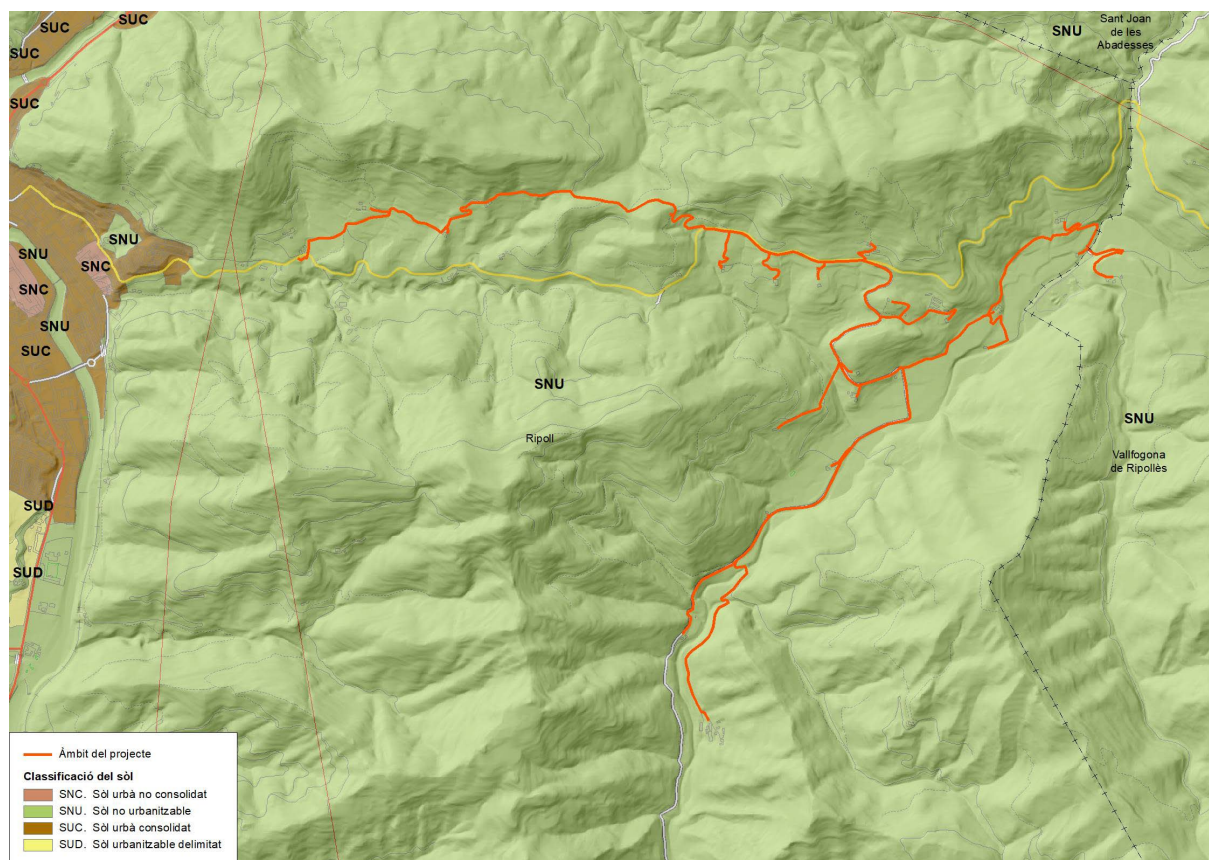 SUC
SUC
SUC
SUC
SNU
Sant Joan
de les
Abadesses
SNU
SNU
SNC
SNC
SNU
SUC
SNU
Ripoll
SNU
Vallfogona
de Ripollès
SUD
SUD
Àmbit del projecte
Classificació del sòl
SNC. Sòl urbà no consolidat
SNU. Sòl no urbanitzable
SUC. Sòl urbà consolidat
SUD. Sòl urbanitzable delimitat